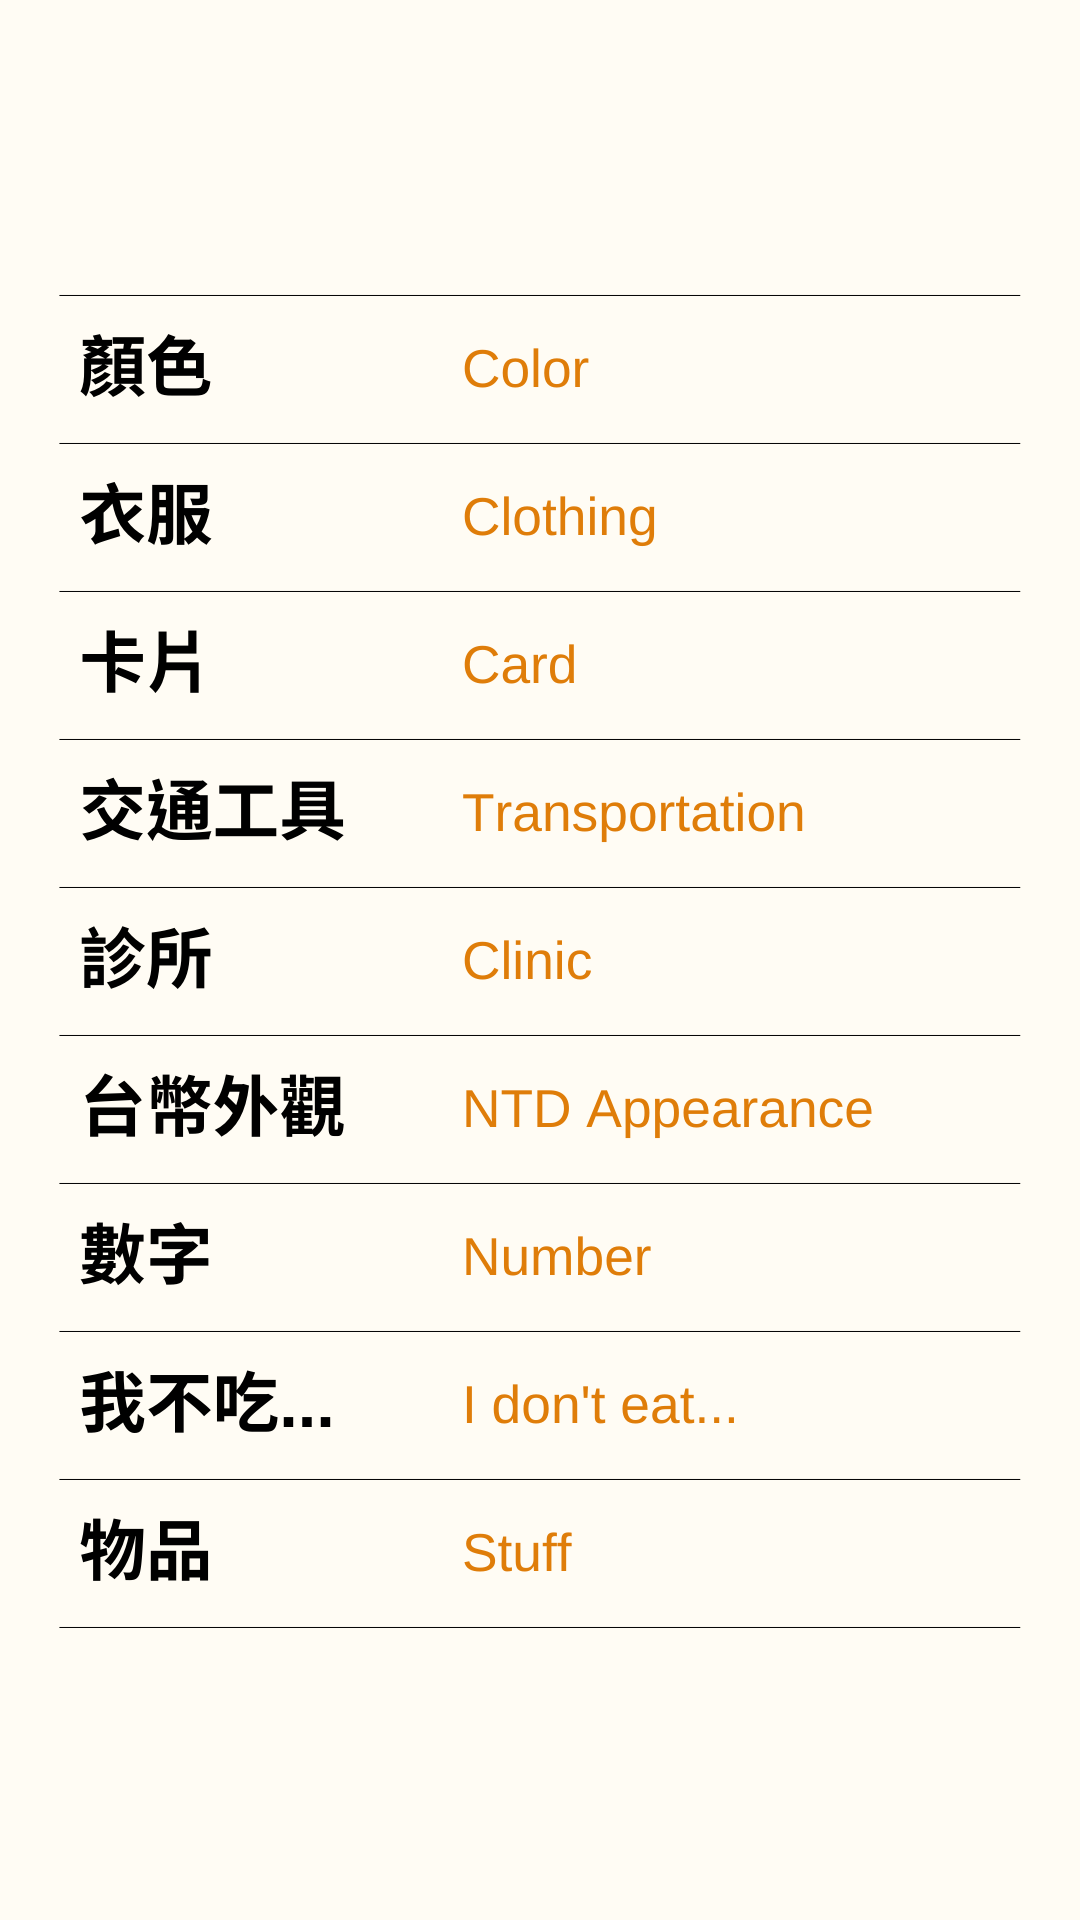 顏色 Color
衣服 Clothing
卡片 Card
交通工具 Transportation
診所 Clinic
台幣外觀 NTD Appearance
數字 Number
我不吃... I don't eat...
物品 Stuff